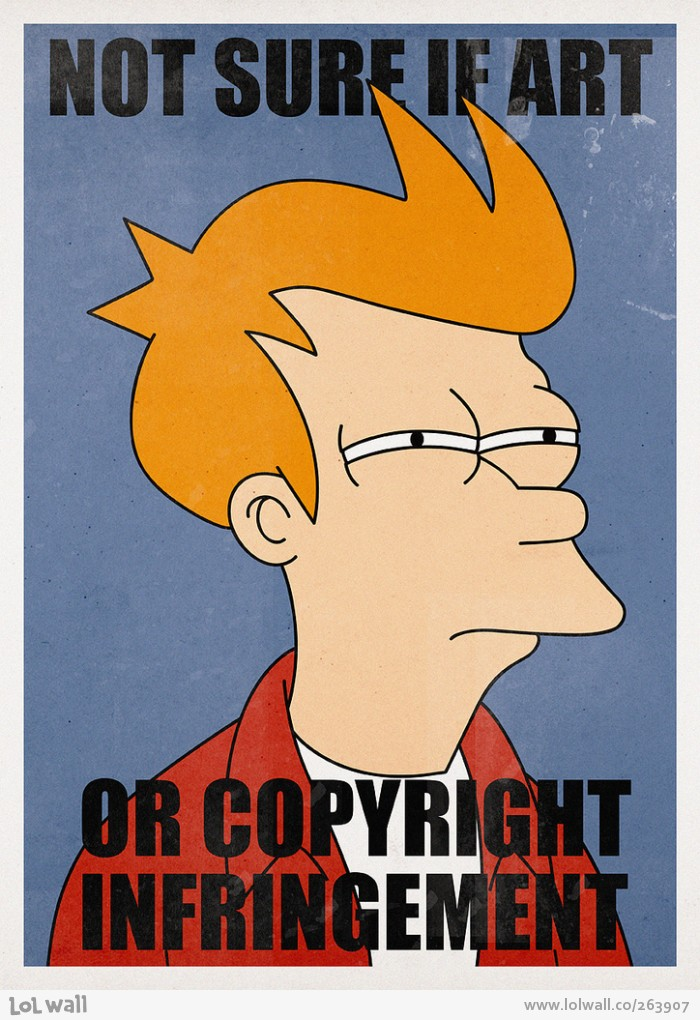 NOT SURE IF ART
OR COPYRIGHT
INFRINGEMENT
LOL wall
www.lolwall.co/263907